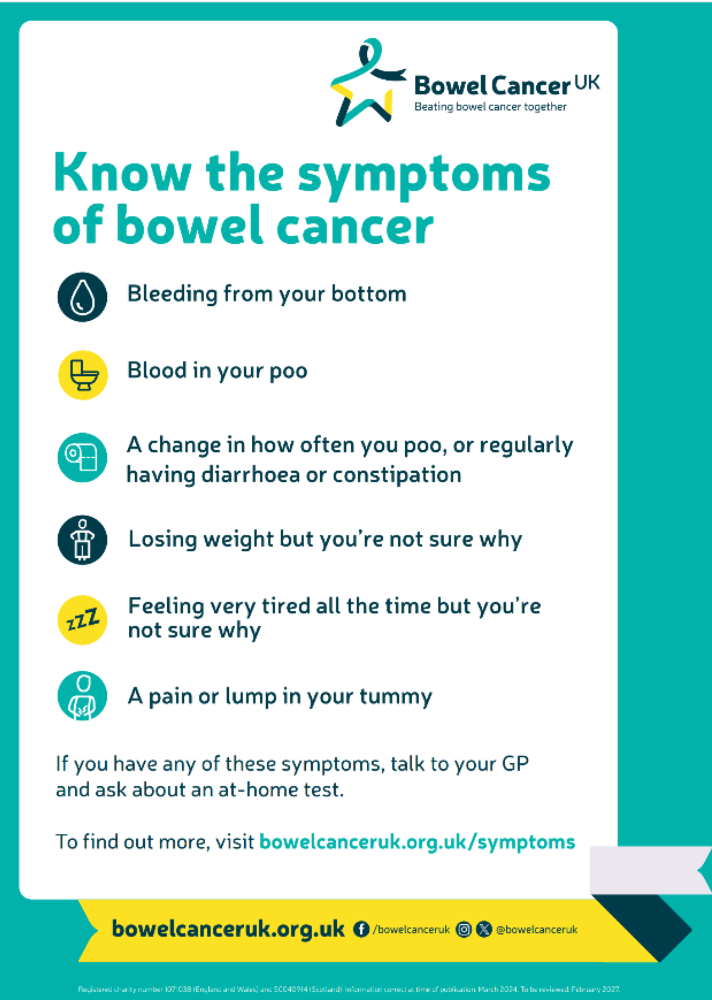 Bowel Cancer UK
Beating bowel cancer together
Know the symptoms
of bowel cancer
Bleeding from your bottom
Blood in your poo
A change in how often you poo, or regularly
having diarrhoea or constipation
Losing weight but you're not sure why
zzZ
Feeling very tired all the time but you're
not sure why
A pain or lump in your tummy
If you have any of these symptoms, talk to your GP
and ask about an at-home test.
To find out more, visit bowelcanceruk.org.uk/symptoms
bowelcanceruk.org.uk /bowelcanceruk @bowelcanceruk
Registered charity number 1071038 (England and Wales) and SC040914 (Scotland). Information correct at time of publication: March 2024. To be reviewed: February 2027.